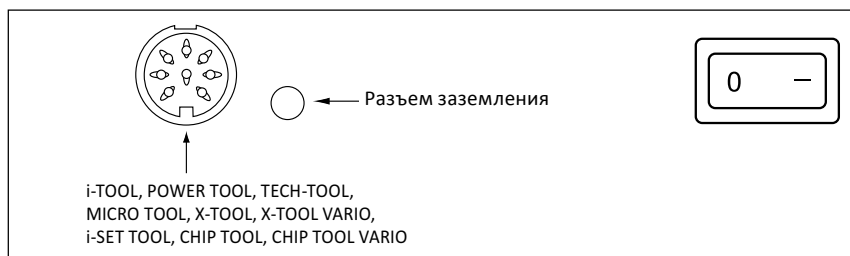 Разъем заземления
0 —
i-TOOL, POWER TOOL, TECH-TOOL,
MICRO TOOL, X-TOOL, X-TOOL VARIO,
i-SET TOOL, CHIP TOOL, CHIP TOOL VARIO